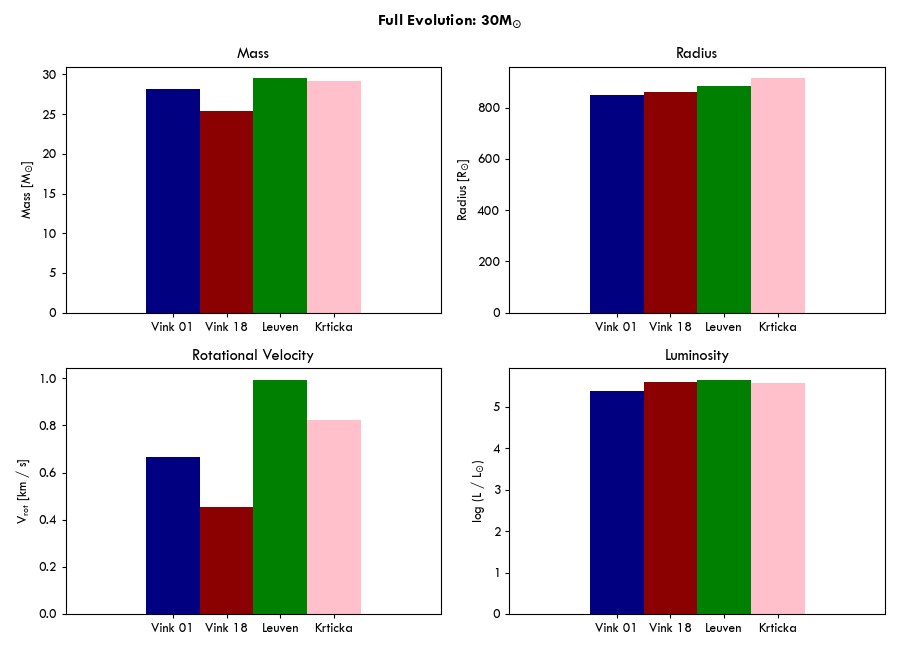 Full Evolution: 30M⊙
Mass
Mass [M⊙]
30
25
20
15
10
5
0
Vink 01 Vink 18 Leuven Krticka
Radius
Radius [R⊙]
800
600
400
200
0
Vink 01 Vink 18 Leuven Krticka
Rotational Velocity
Vrot [km / s]
1.0
0.8
0.6
0.4
0.2
0.0
Vink 01 Vink 18 Leuven Krticka
Luminosity
log (L / L⊙)
5
4
3
2
1
0
Vink 01 Vink 18 Leuven Krticka